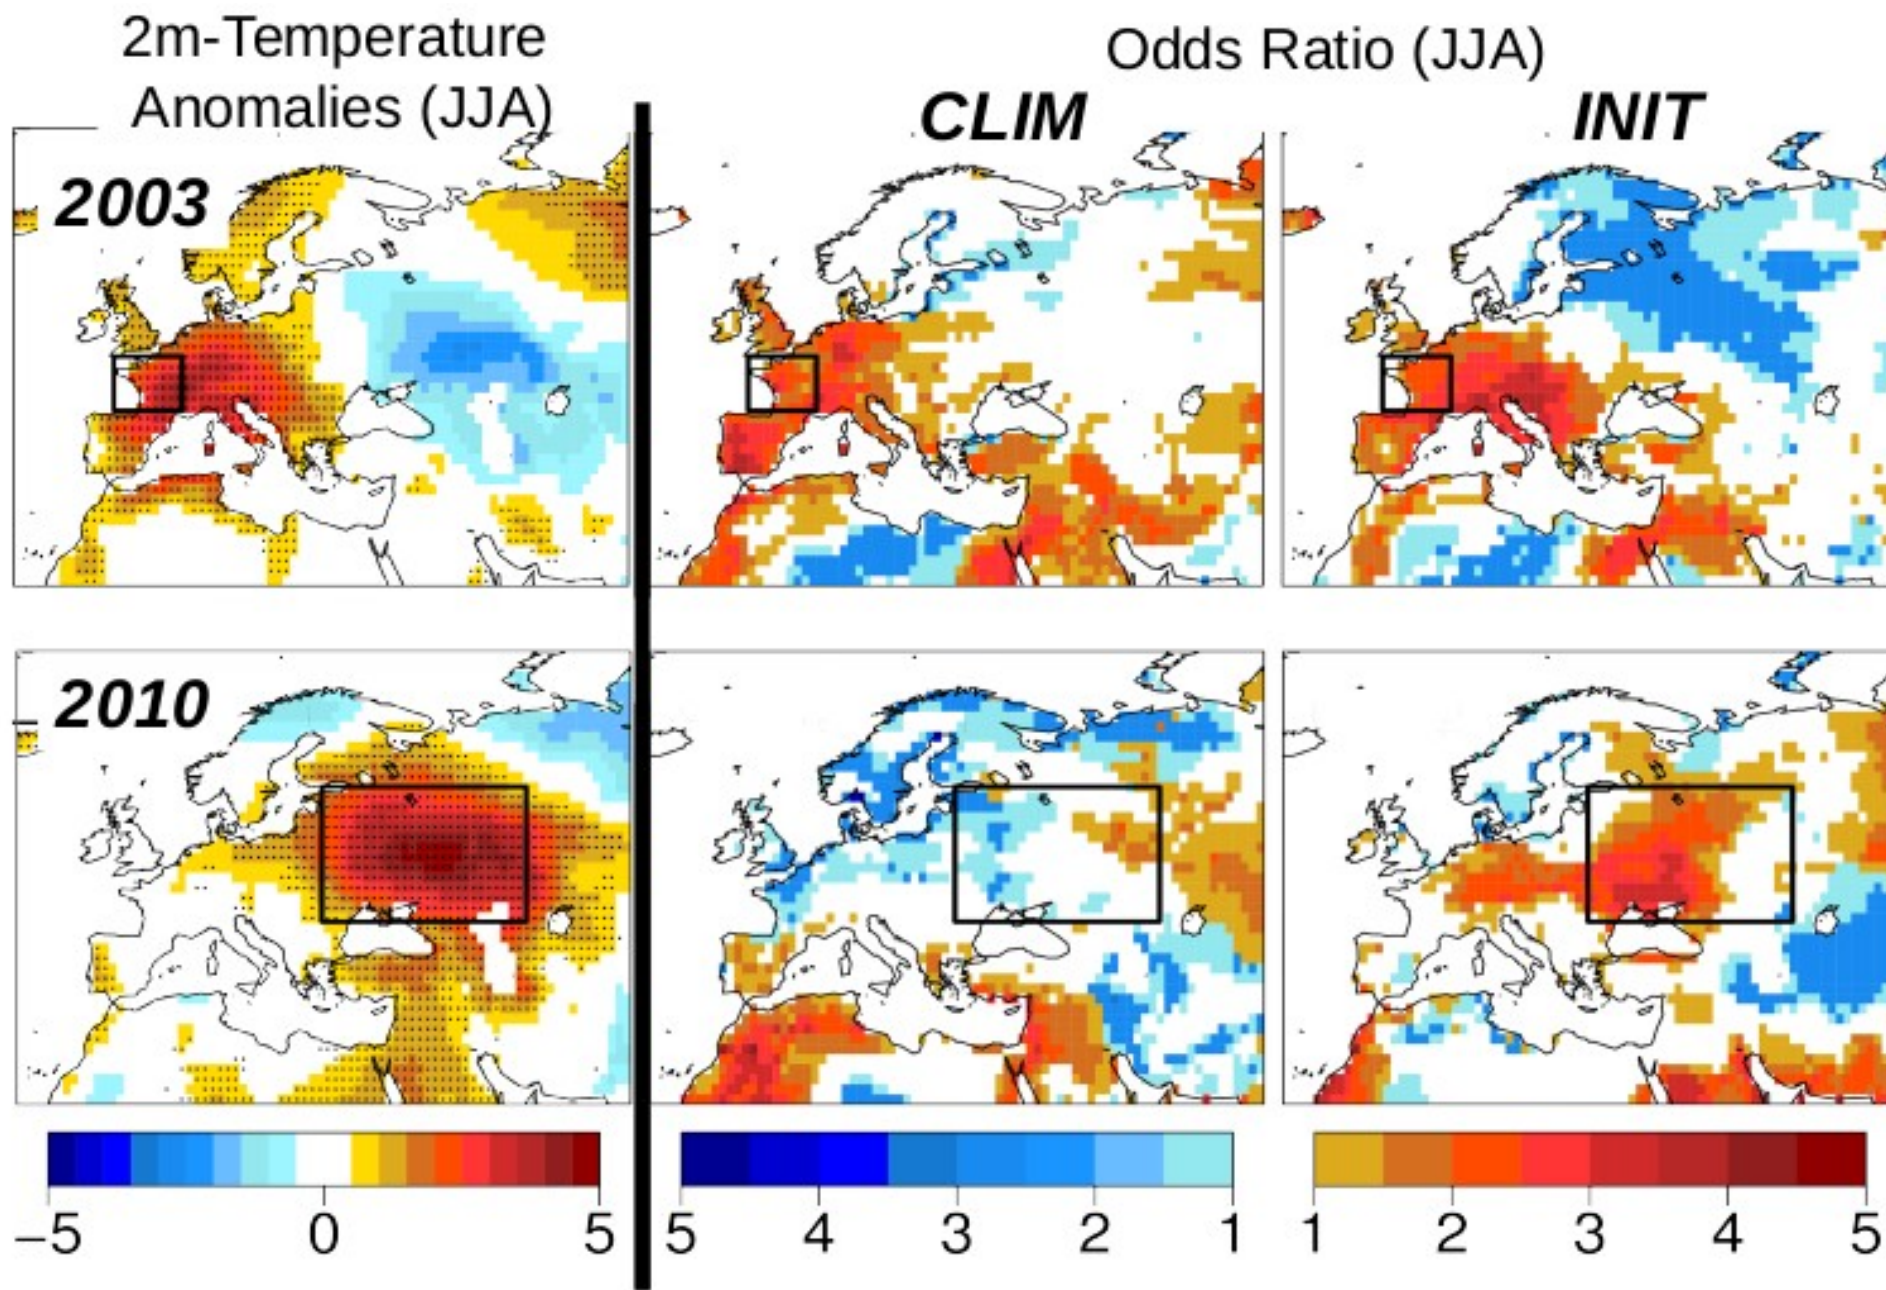 2m-Temperature
Anomalies (JJA)
Odds Ratio (JJA)
CLIM
INIT
2003
2010
−5 0 5
5 4 3 2 1
1 2 3 4 5